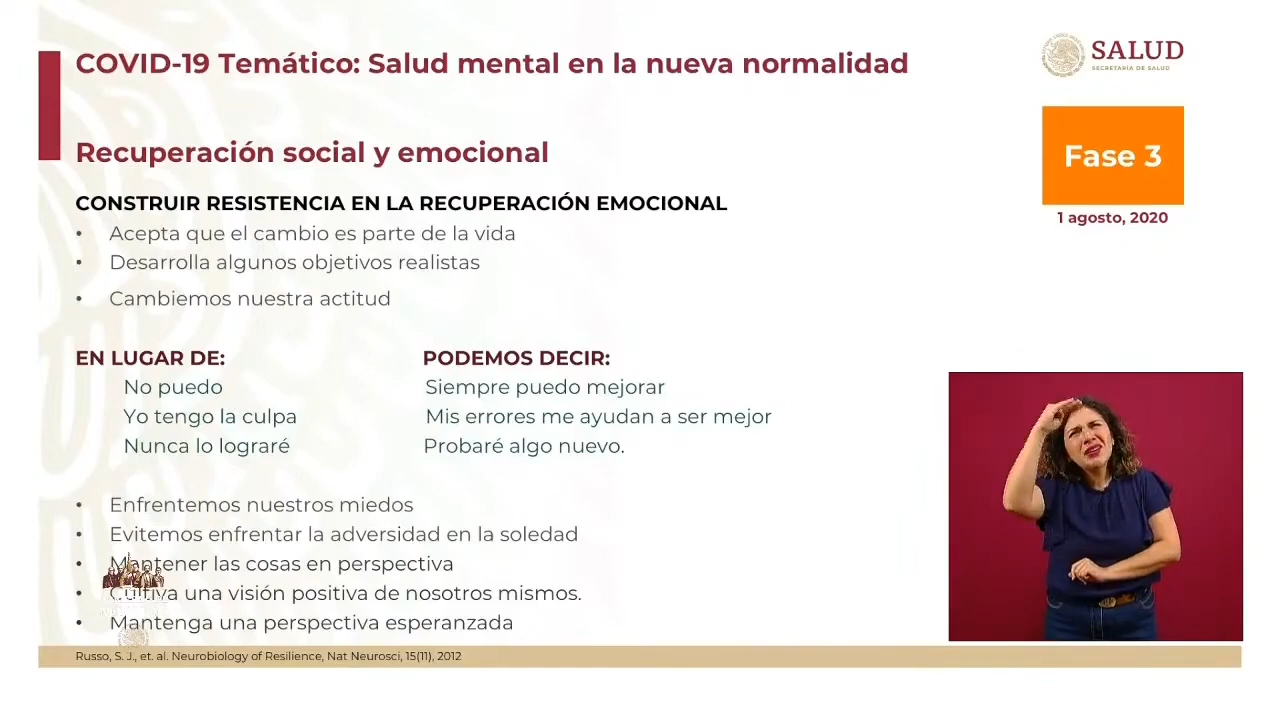 COVID-19 Temático: Salud mental en la nueva normalidad
SALUD
SECRETARÍA DE SALUD
Recuperación social y emocional
Fase 3
1 agosto, 2020
CONSTRUIR RESISTENCIA EN LA RECUPERACIÓN EMOCIONAL
• Acepta que el cambio es parte de la vida
• Desarrolla algunos objetivos realistas
• Cambiemos nuestra actitud
EN LUGAR DE: PODEMOS DECIR:
No puedo Siempre puedo mejorar
Yo tengo la culpa Mis errores me ayudan a ser mejor
Nunca lo lograré Probaré algo nuevo.
• Enfrentemos nuestros miedos
• Evitemos enfrentar la adversidad en la soledad
• Mantener las cosas en perspectiva
• Cultiva una visión positiva de nosotros mismos.
• Mantenga una perspectiva esperanzada
Russo, S. J., et. al. Neurobiology of Resilience, Nat Neurosci, 15(11), 2012